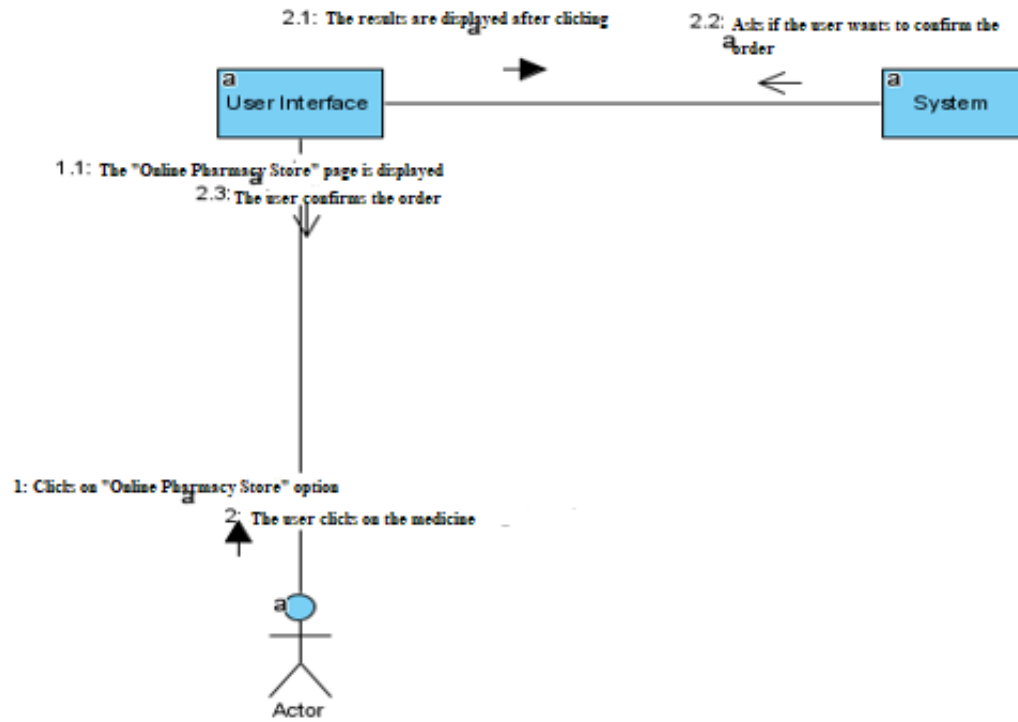 2.1: The results are displayed after clicking
a
2.2: Asks if the user wants to confirm the
a order
a
User Interface
a
System
1.1: The "Online Pharmacy Store" page is displayed
a
2.3: The user confirms the order
1: Clicks on "Online Pharmacy Store" option
a
2: The user clicks on the medicine
a
Actor